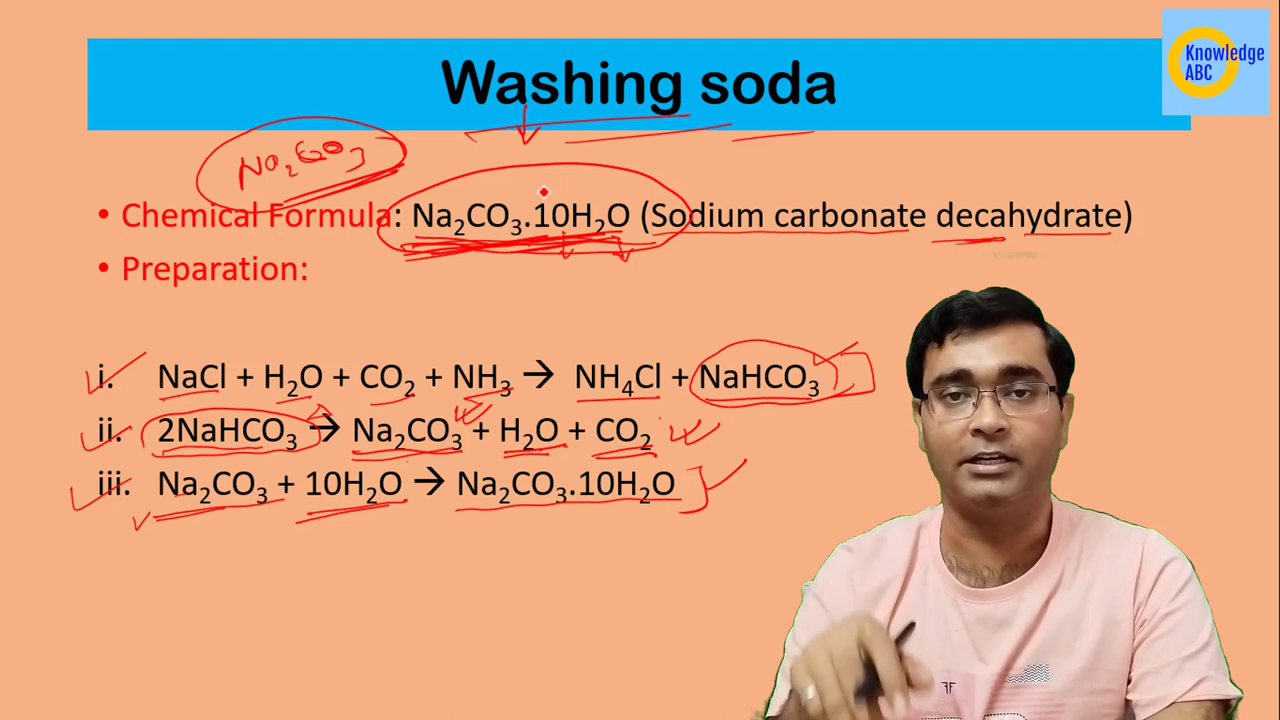 Knowledge
ABC
Washing soda
Na₂CO₃
• Chemical Formula: Na₂CO₃.10H₂O (Sodium carbonate decahydrate)
• Preparation:
i. NaCl + H₂O + CO₂ + NH₃ → NH₄Cl + NaHCO₃
ii. 2NaHCO₃ → Na₂CO₃ + H₂O + CO₂
iii. Na₂CO₃ + 10H₂O → Na₂CO₃.10H₂O